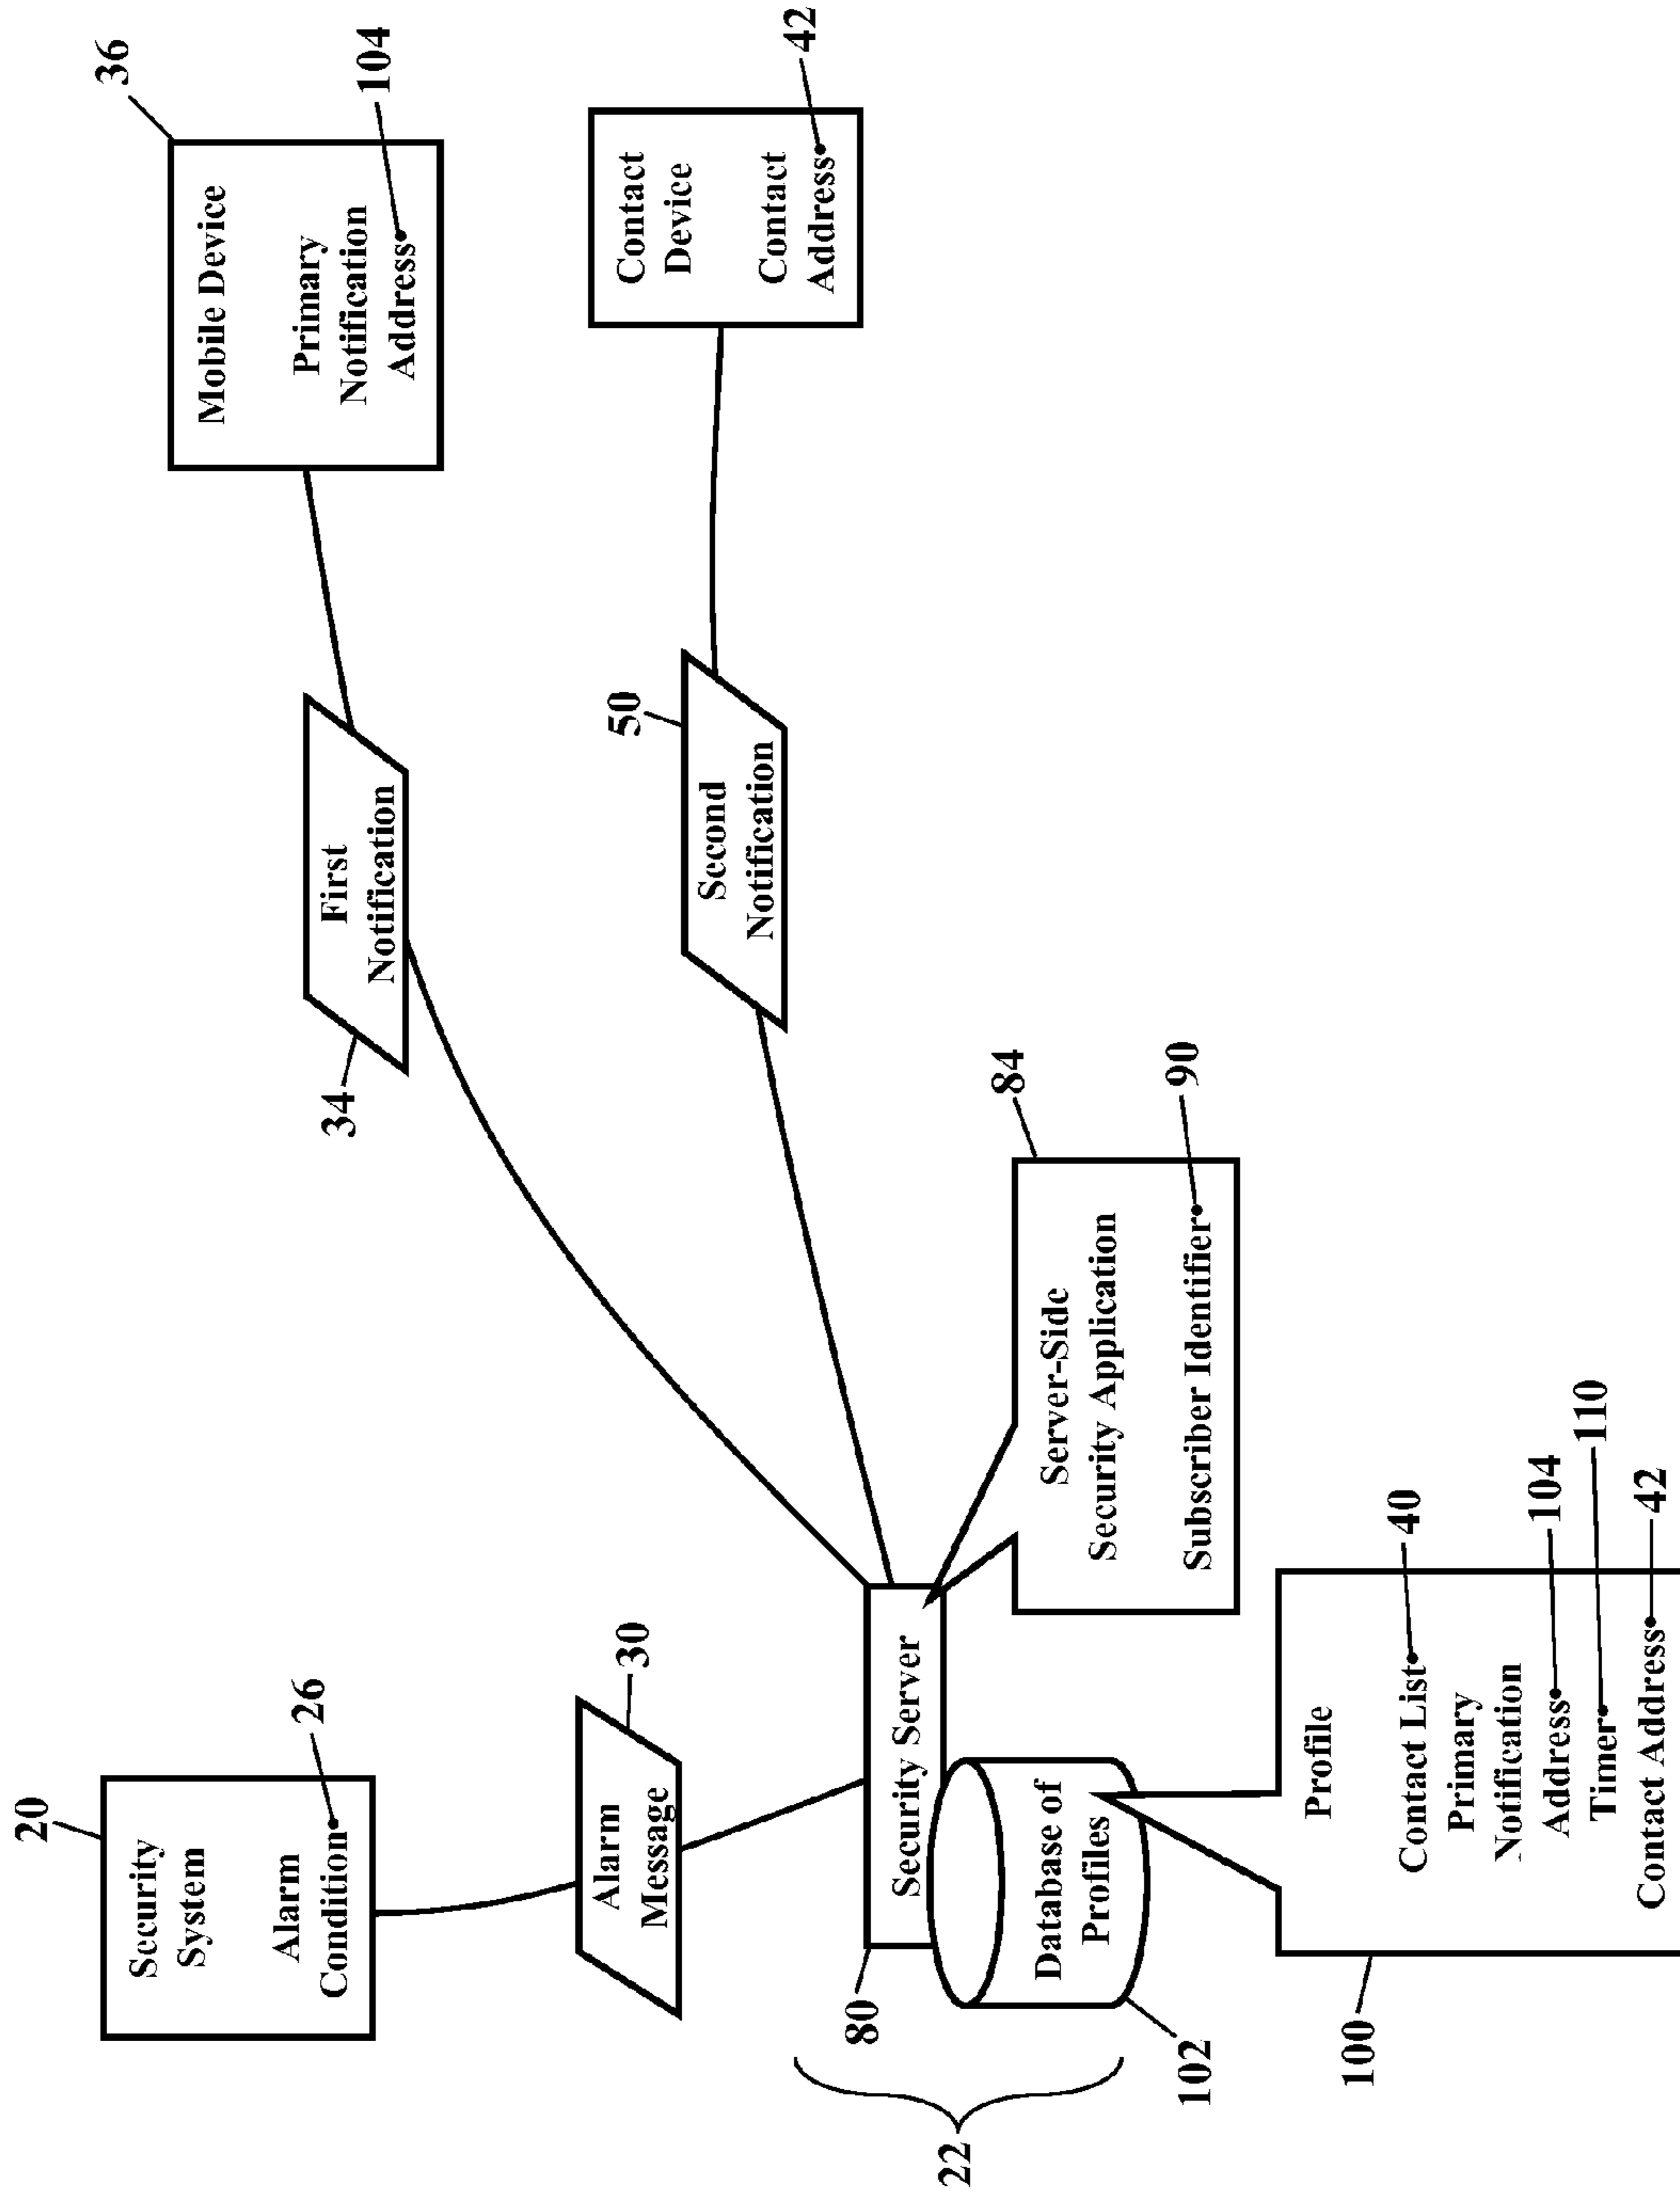 20
Security
System
Alarm
Condition
26
Alarm
Message
30
80
Security Server
Database of
Profiles
102
22
100
Profile
Contact List
40
Primary
Notification
Address
104
Timer
110
Contact Address
42
84
Server-Side
Security Application
Subscriber Identifier
90
34
First
Notification
50
Second
Notification
36
Mobile Device
Primary
Notification
Address
104
Contact
Device
Contact
Address
42